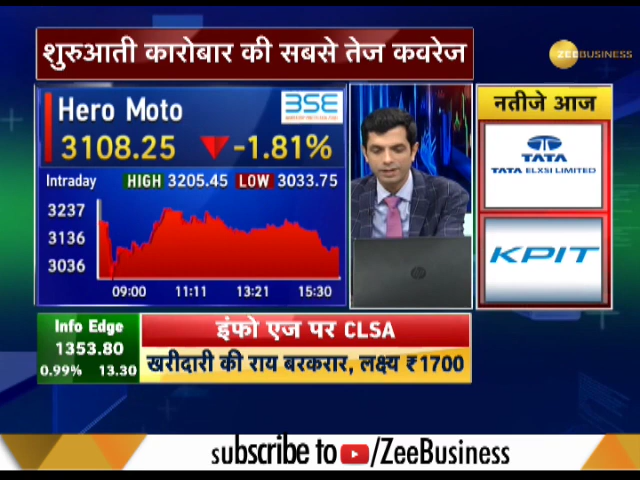 शुरुआती कारोबार की सबसे तेज कवरेज
ZEEBUSINESS
Hero Moto
BSE
3108.25 -1.81%
Intraday HIGH 3205.45 LOW 3033.75
3237
3136
3036
09:00 11:11 13:21 15:30
नतीजे आज
TATA
TATA ELXSI LIMITED
KPIT
hp
Info Edge
1353.80
0.99% 13.30
इंफो एज पर CLSA
खरीदारी की राय बरकरार, लक्ष्य ₹1700
subscribe to /ZeeBusiness